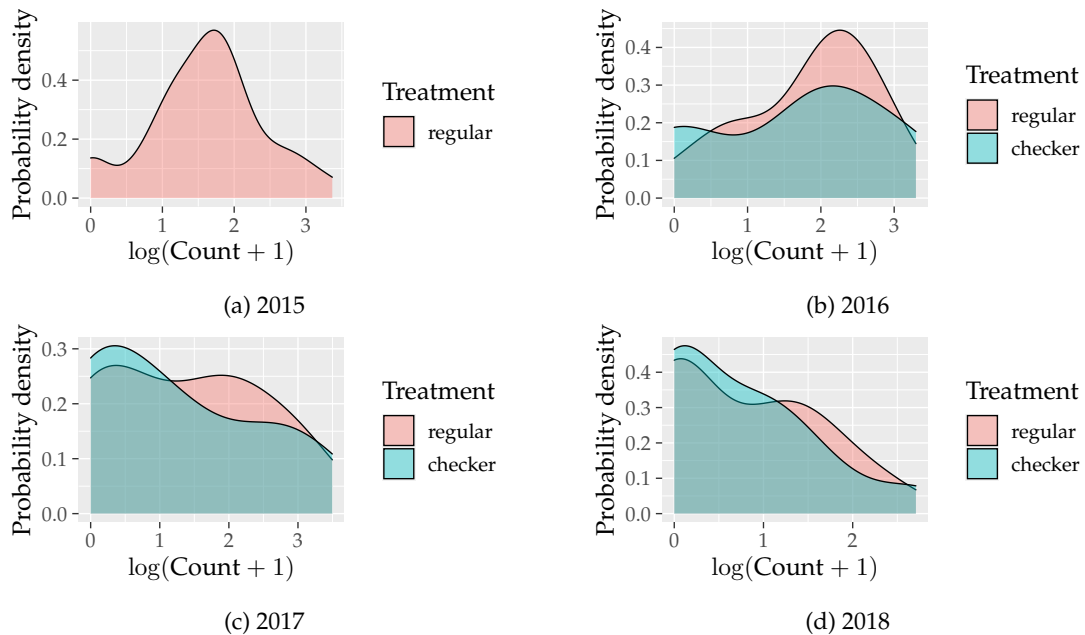 Probability density
0.4
0.2
0.0
0 1 2 3
log(Count + 1)
Treatment
regular
(a) 2015
Probability density
0.4
0.3
0.2
0.1
0.0
0 1 2 3
log(Count + 1)
Treatment
regular
checker
(b) 2016
Probability density
0.3
0.2
0.1
0.0
0 1 2 3
log(Count + 1)
Treatment
regular
checker
(c) 2017
Probability density
0.4
0.3
0.2
0.1
0.0
0 1 2
log(Count + 1)
Treatment
regular
checker
(d) 2018